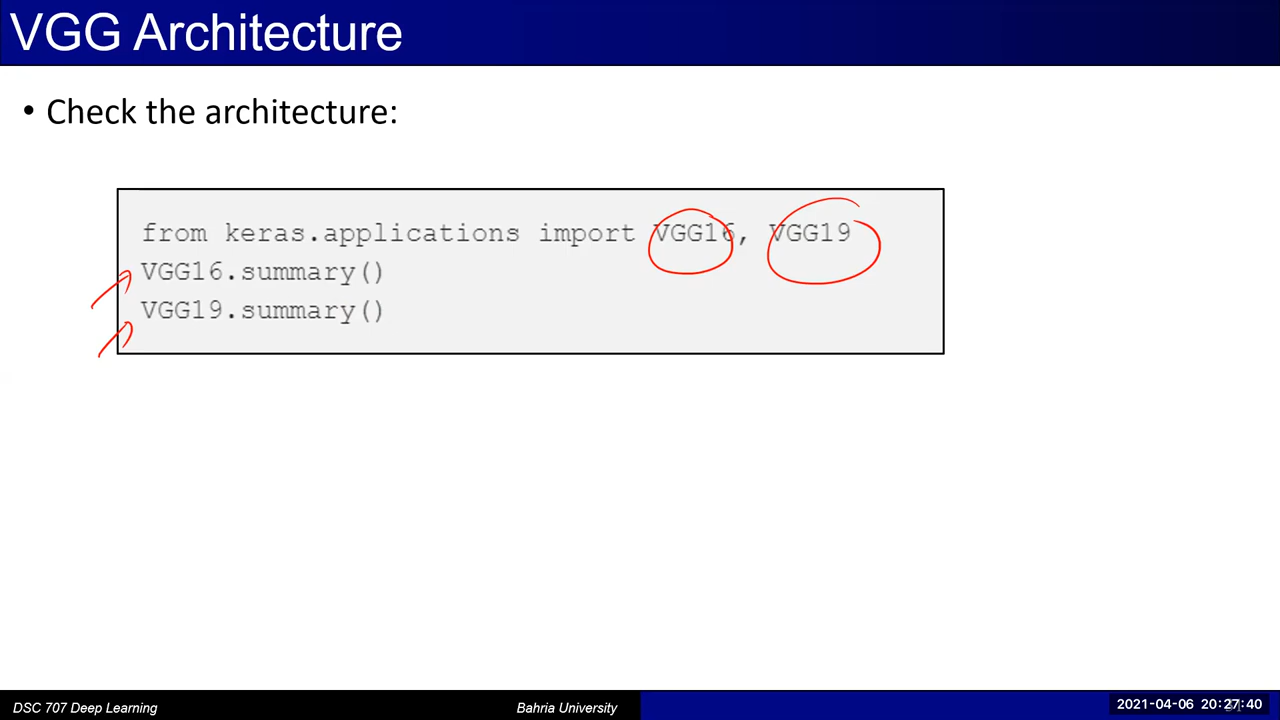 VGG Architecture
• Check the architecture:
from keras.applications import VGG16, VGG19
VGG16.summary()
VGG19.summary()
DSC 707 Deep Learning
Bahria University
2021-04-06 20:27:40